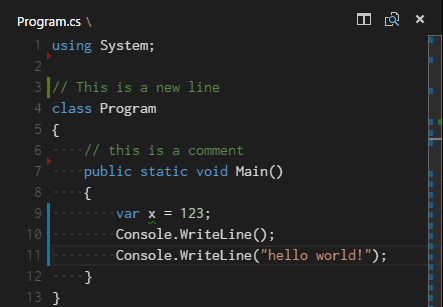 Program.cs \
1 using System;
2
3 // This is a new line
4 class Program
5 {
6 ····// this is a comment
7 ····public static void Main()
8 ····{
9 ········var x = 123;
10 ········Console.WriteLine();
11 ········Console.WriteLine("hello world!");
12 ····}
13 }